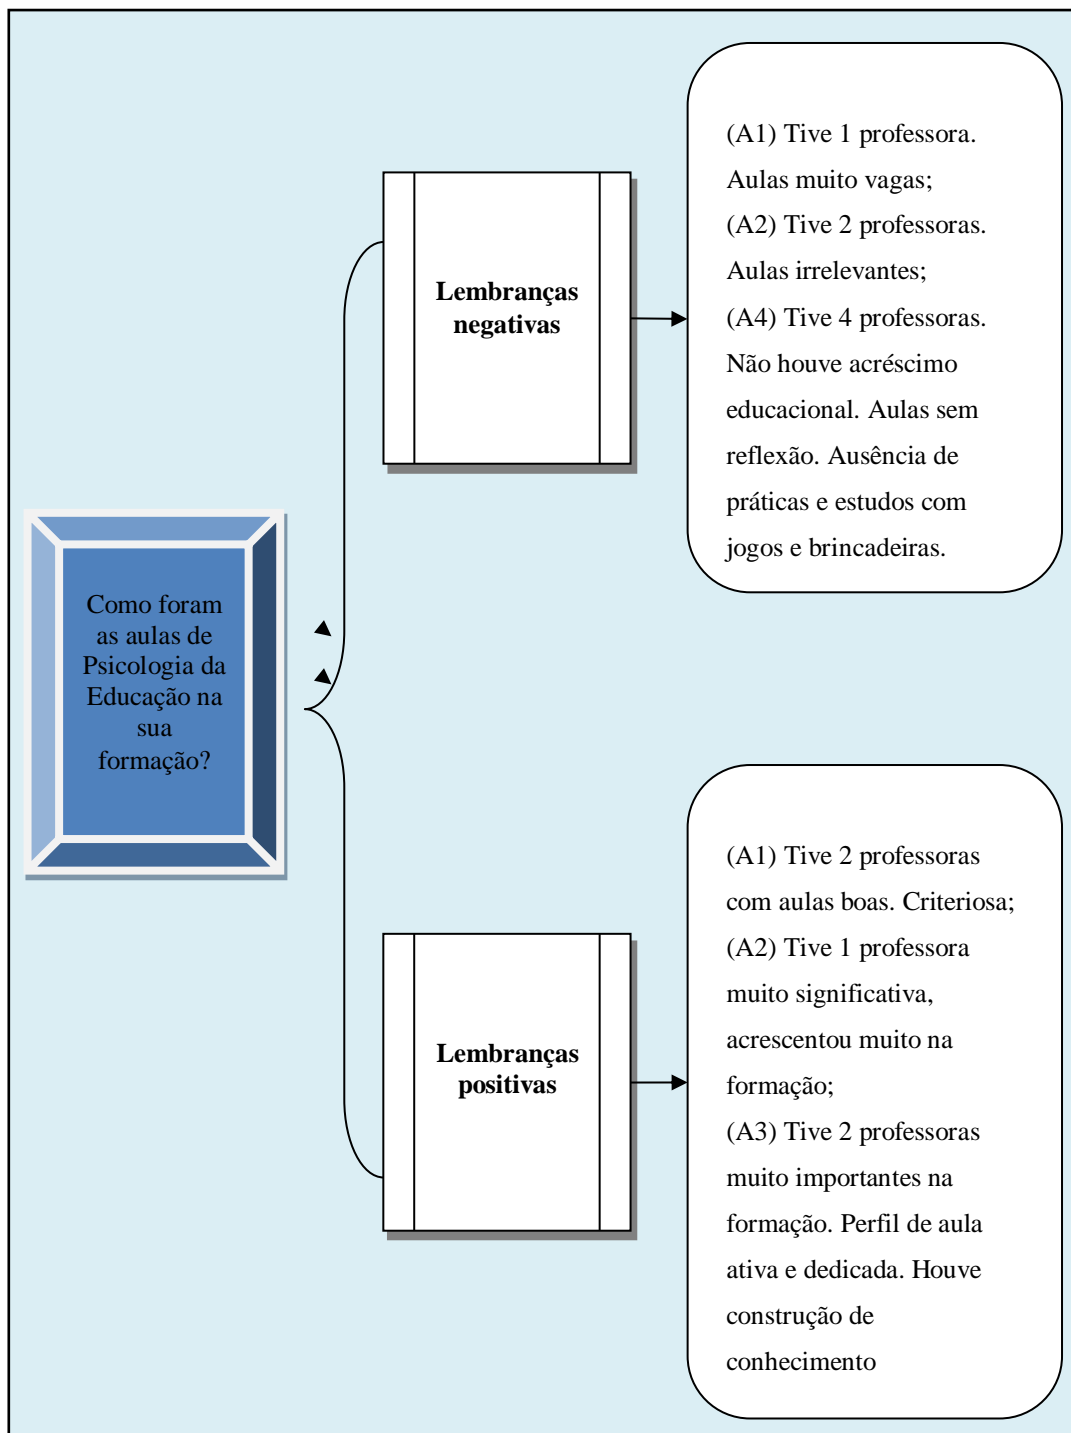 Como foram
as aulas de
Psicologia da
Educação na
sua
formação?
Lembranças
negativas
(A1) Tive 1 professora.
Aulas muito vagas;
(A2) Tive 2 professoras.
Aulas irrelevantes;
(A4) Tive 4 professoras.
Não houve acréscimo
educacional. Aulas sem
reflexão. Ausência de
práticas e estudos com
jogos e brincadeiras.
Lembranças
positivas
(A1) Tive 2 professoras
com aulas boas. Criteriosa;
(A2) Tive 1 professora
muito significativa,
acrescentou muito na
formação;
(A3) Tive 2 professoras
muito importantes na
formação. Perfil de aula
ativa e dedicada. Houve
construção de
conhecimento